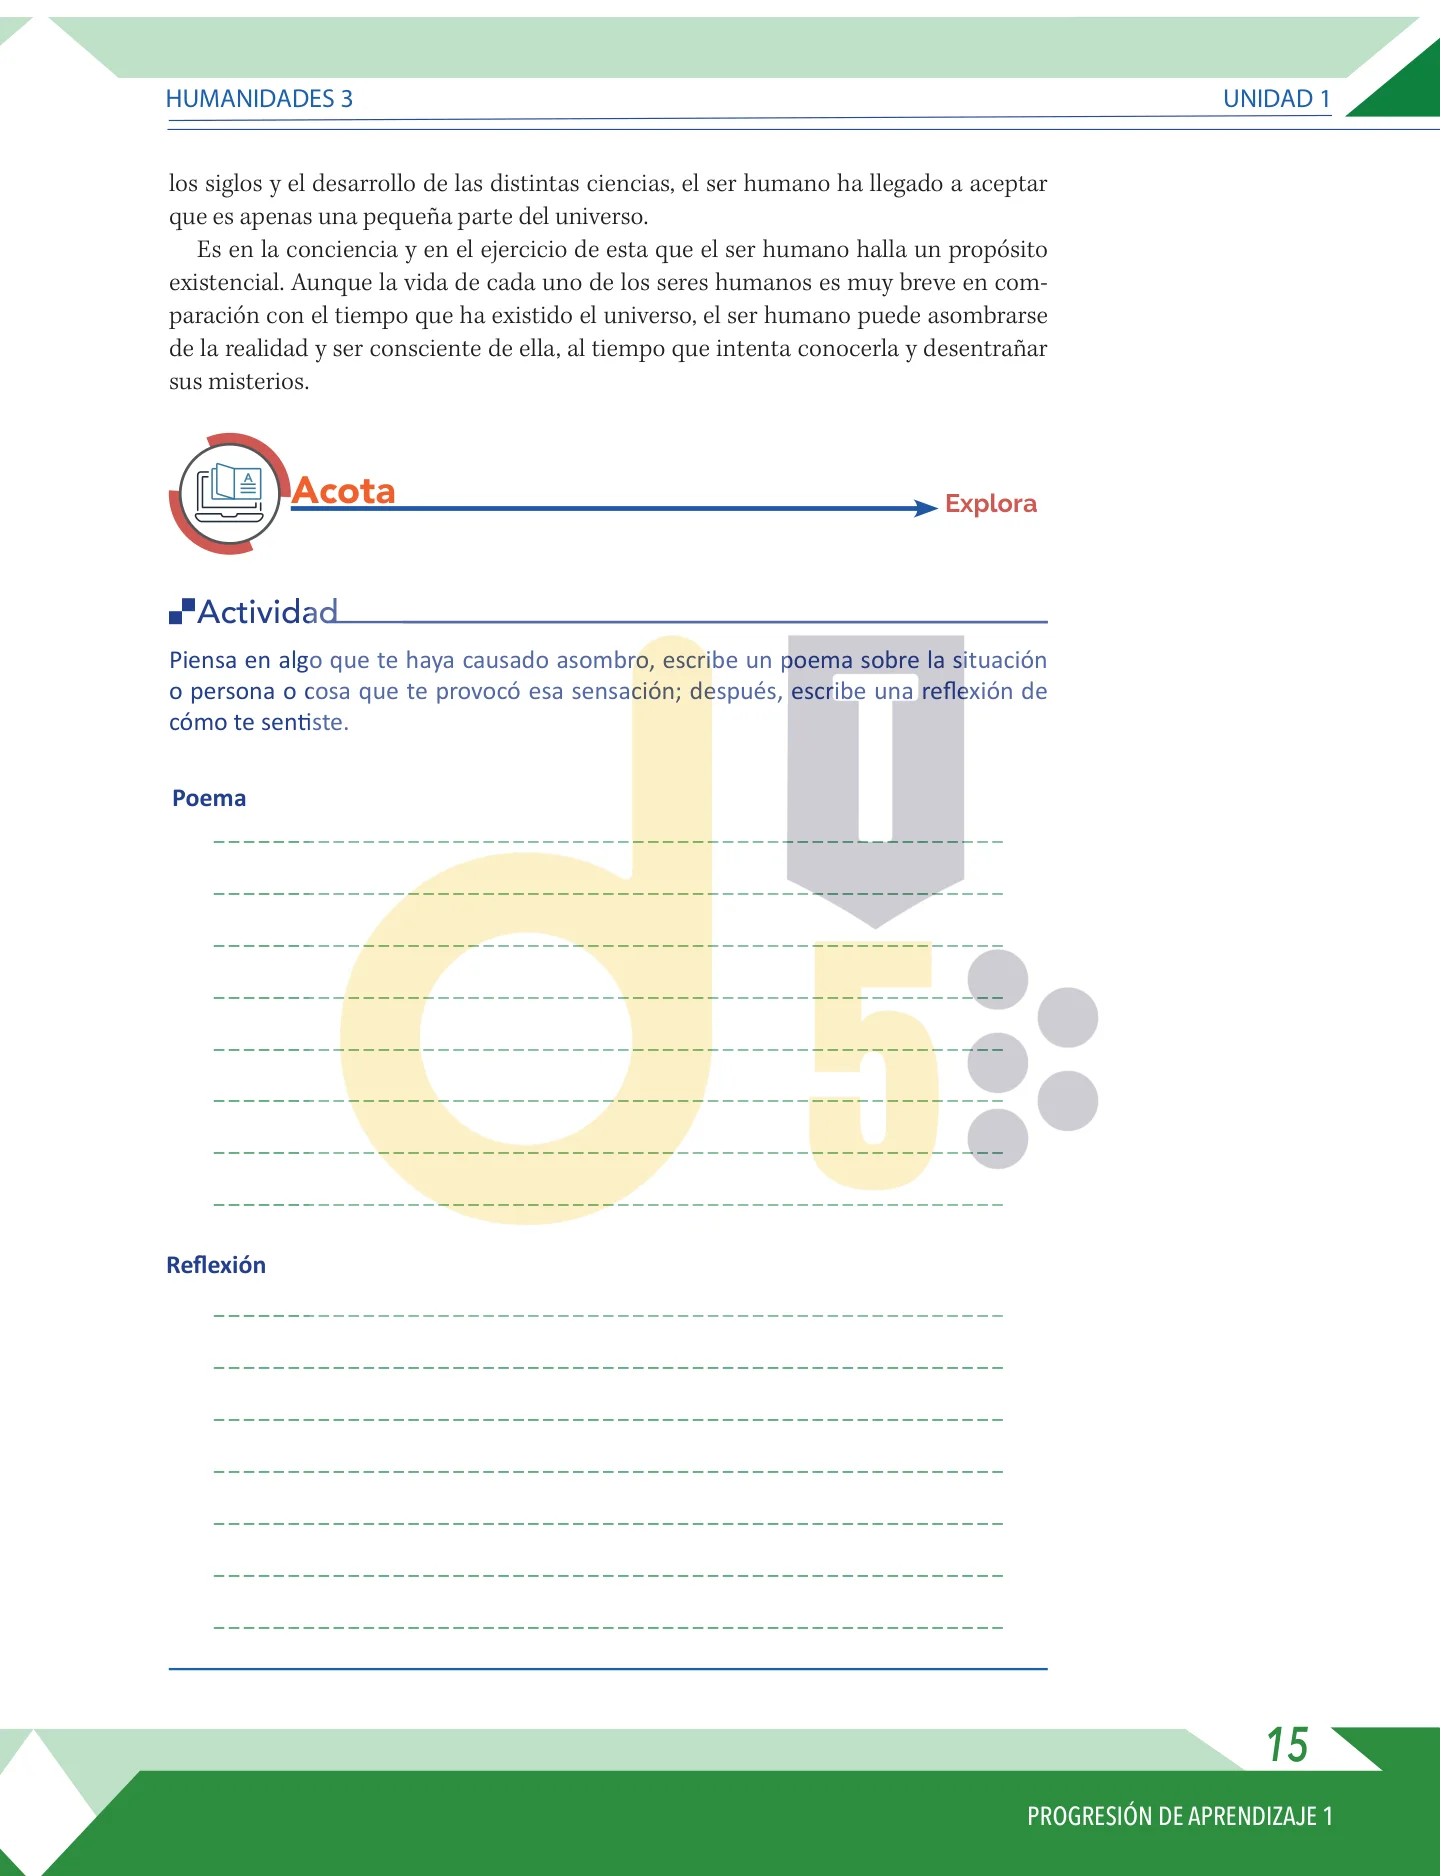 HUMANIDADES 3
UNIDAD 1
los siglos y el desarrollo de las distintas ciencias, el ser humano ha llegado a aceptar
que es apenas una pequeña parte del universo.
Es en la conciencia y en el ejercicio de esta que el ser humano halla un propósito
existencial. Aunque la vida de cada uno de los seres humanos es muy breve en com-
paración con el tiempo que ha existido el universo, el ser humano puede asombrarse
de la realidad y ser consciente de ella, al tiempo que intenta conocerla y desentrañar
sus misterios.
A
Acota
Explora
Actividad
Piensa en algo que te haya causado asombro, escribe un poema sobre la situación
o persona o cosa que te provocó esa sensación; después, escribe una reflexión de
cómo te sentiste.
Poema
d T 5
Reflexión
15
PROGRESIÓN DE APRENDIZAJE 1